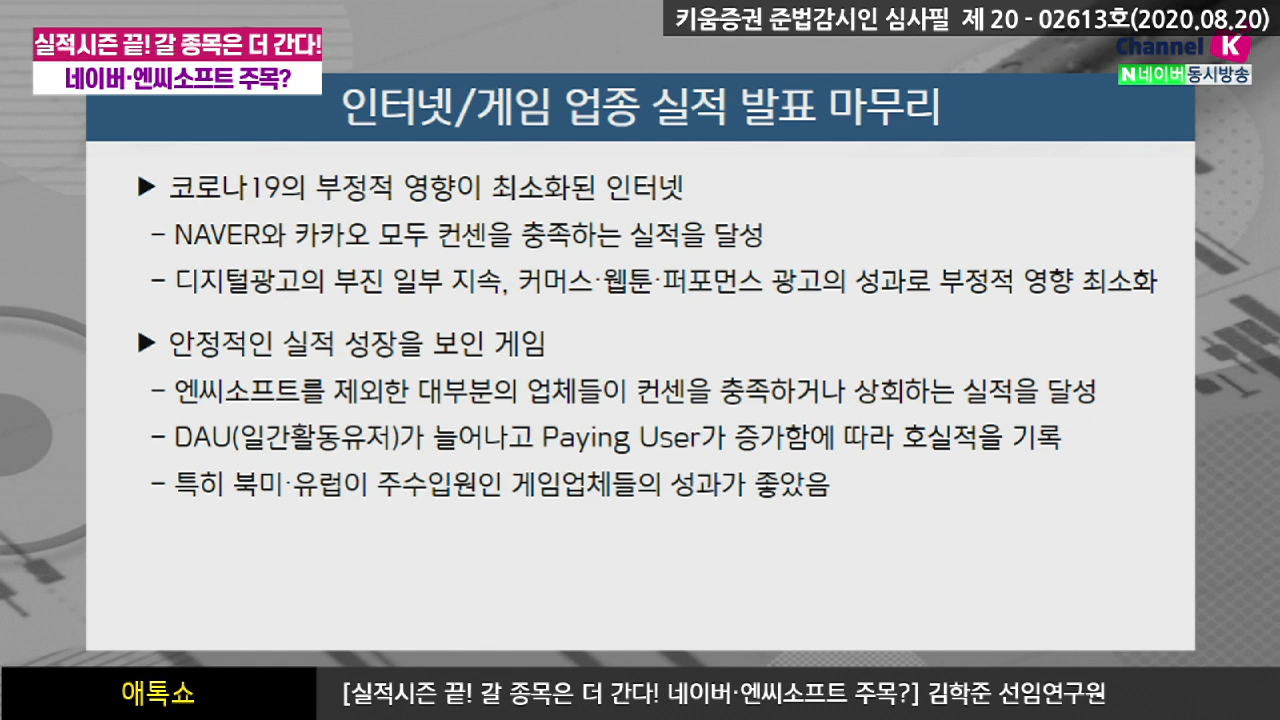 키움증권 준법감시인 심사필 제 20 - 02613호(2020.08.20)
실적시즌 끝! 갈 종목은 더 간다!
네이버·엔씨소프트 주목?
Channel K
N 네이버 동시방송
인터넷/게임 업종 실적 발표 마무리
▶ 코로나19의 부정적 영향이 최소화된 인터넷
- NAVER와 카카오 모두 컨센을 충족하는 실적을 달성
- 디지털광고의 부진 일부 지속, 커머스·웹툰·퍼포먼스 광고의 성과로 부정적 영향 최소화
▶ 안정적인 실적 성장을 보인 게임
- 엔씨소프트를 제외한 대부분의 업체들이 컨센을 충족하거나 상회하는 실적을 달성
- DAU(일간활동유저)가 늘어나고 Paying User가 증가함에 따라 호실적을 기록
- 특히 북미·유럽이 주수입원인 게임업체들의 성과가 좋았음
애톡쇼
[실적시즌 끝! 갈 종목은 더 간다! 네이버·엔씨소프트 주목?] 김학준 선임연구원